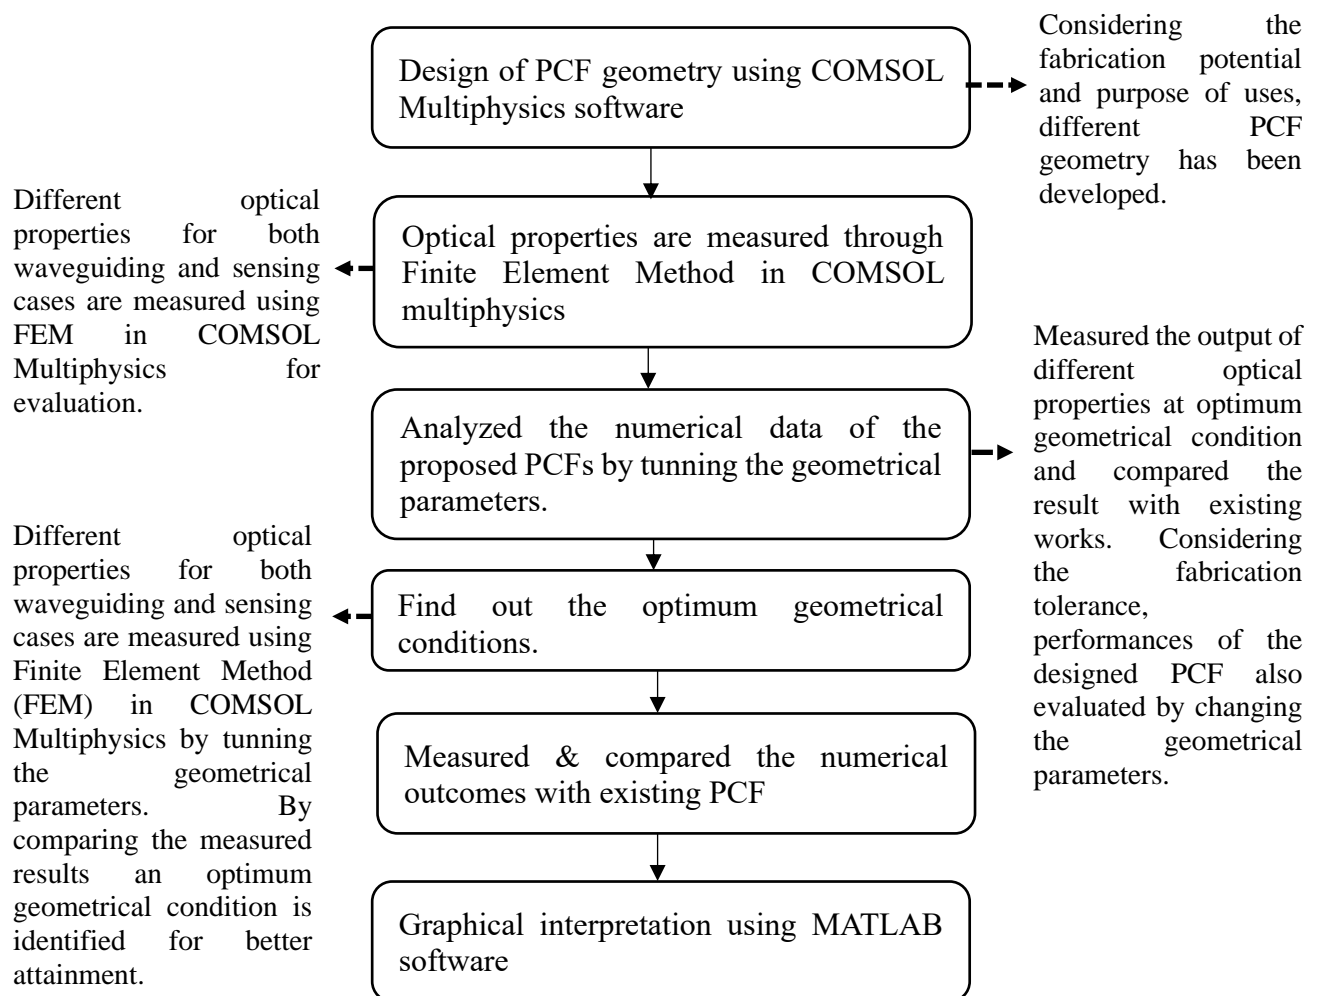 Design of PCF geometry using COMSOL
Multiphysics software
Considering the
fabrication potential
and purpose of uses,
different PCF
geometry has been
developed.
Optical properties are measured through
Finite Element Method in COMSOL
multiphysics
Different optical
properties for both
waveguiding and sensing
cases are measured using
FEM in COMSOL
Multiphysics for
evaluation.
Analyzed the numerical data of the
proposed PCFs by tunning the geometrical
parameters.
Measured the output of
different optical
properties at optimum
geometrical condition
and compared the
result with existing
works. Considering
the fabrication
tolerance,
performances of the
designed PCF also
evaluated by changing
the geometrical
parameters.
Find out the optimum geometrical
conditions.
Different optical
properties for both
waveguiding and sensing
cases are measured using
Finite Element Method
(FEM) in COMSOL
Multiphysics by tunning
the geometrical
parameters. By
comparing the measured
results an optimum
geometrical condition is
identified for better
attainment.
Measured & compared the numerical
outcomes with existing PCF
Graphical interpretation using MATLAB
software